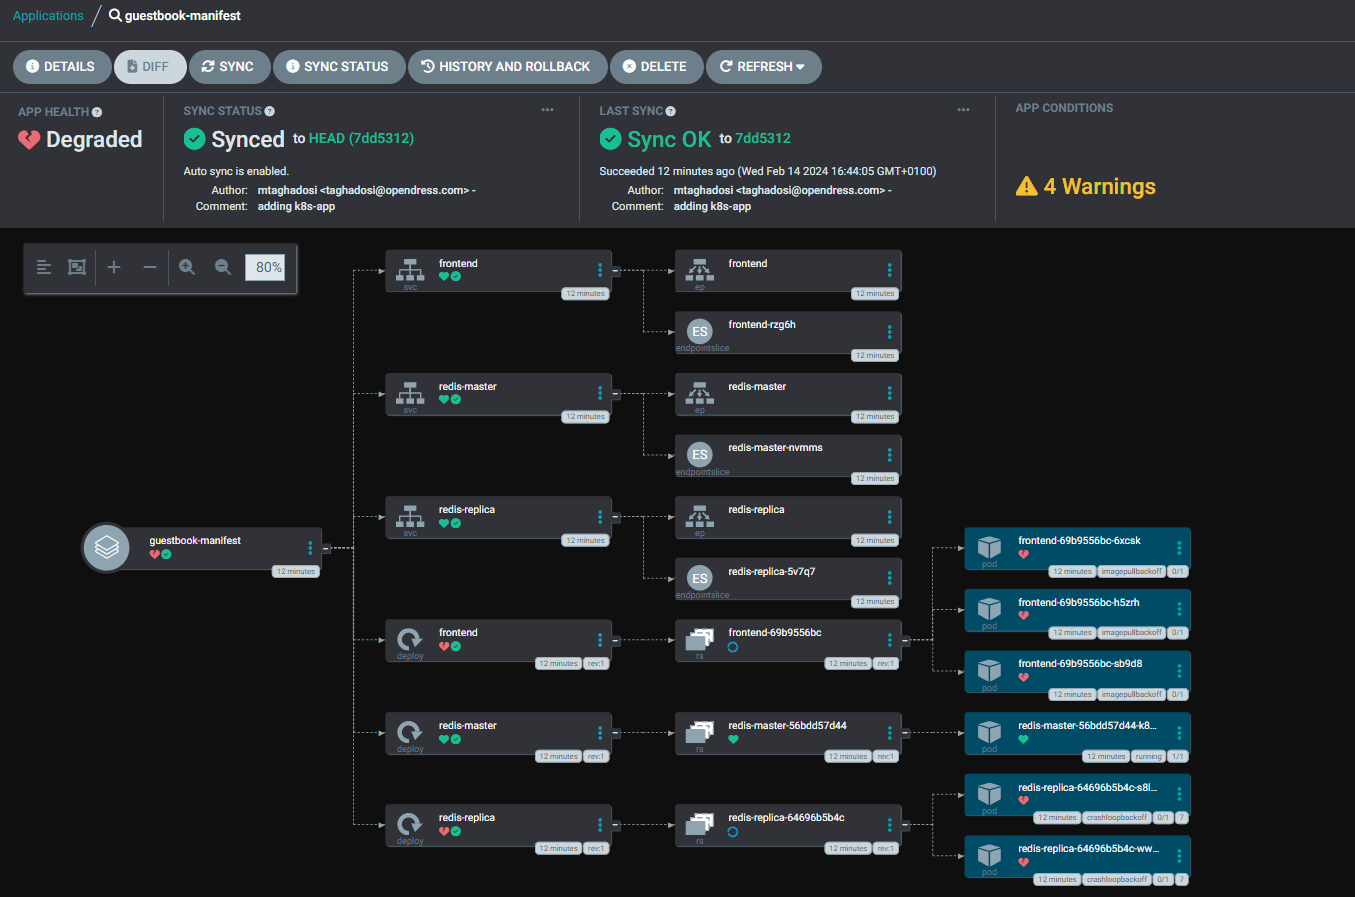 Applications / guestbook-manifest
DETAILS DIFF SYNC SYNC STATUS HISTORY AND ROLLBACK DELETE REFRESH
APP HEALTH
Degraded
SYNC STATUS
Synced to HEAD (7dd5312)
Auto sync is enabled.
Author: mtaghadosi <taghadosi@opendress.com> -
Comment: adding k8s-app
LAST SYNC
Sync OK to 7dd5312
Succeeded 12 minutes ago (Wed Feb 14 2024 16:44:05 GMT+0100)
Author: mtaghadosi <taghadosi@opendress.com> -
Comment: adding k8s-app
APP CONDITIONS
4 Warnings
80%
guestbook-manifest
12 minutes
frontend
svc
12 minutes
frontend
ep
12 minutes
ES
frontend-rzg6h
endpointslice
12 minutes
redis-master
svc
12 minutes
redis-master
ep
12 minutes
ES
redis-master-nvmms
endpointslice
12 minutes
redis-replica
svc
12 minutes
redis-replica
ep
12 minutes
ES
redis-replica-5v7q7
endpointslice
12 minutes
frontend
deploy
12 minutes rev:1
frontend-69b9556bc
rs
12 minutes rev:1
frontend-69b9556bc-6xcsk
pod
12 minutes imagepullbackoff 0/1
frontend-69b9556bc-h5zrh
pod
12 minutes imagepullbackoff 0/1
frontend-69b9556bc-sb9d8
pod
12 minutes imagepullbackoff 0/1
redis-master
deploy
12 minutes rev:1
redis-master-56bdd57d44
rs
12 minutes rev:1
redis-master-56bdd57d44-k8...
pod
12 minutes running 1/1
redis-replica
deploy
12 minutes rev:1
redis-replica-64696b5b4c
rs
12 minutes rev:1
redis-replica-64696b5b4c-s8l...
pod
12 minutes crashloopbackoff 0/1 7
redis-replica-64696b5b4c-ww...
pod
12 minutes crashloopbackoff 0/1 7